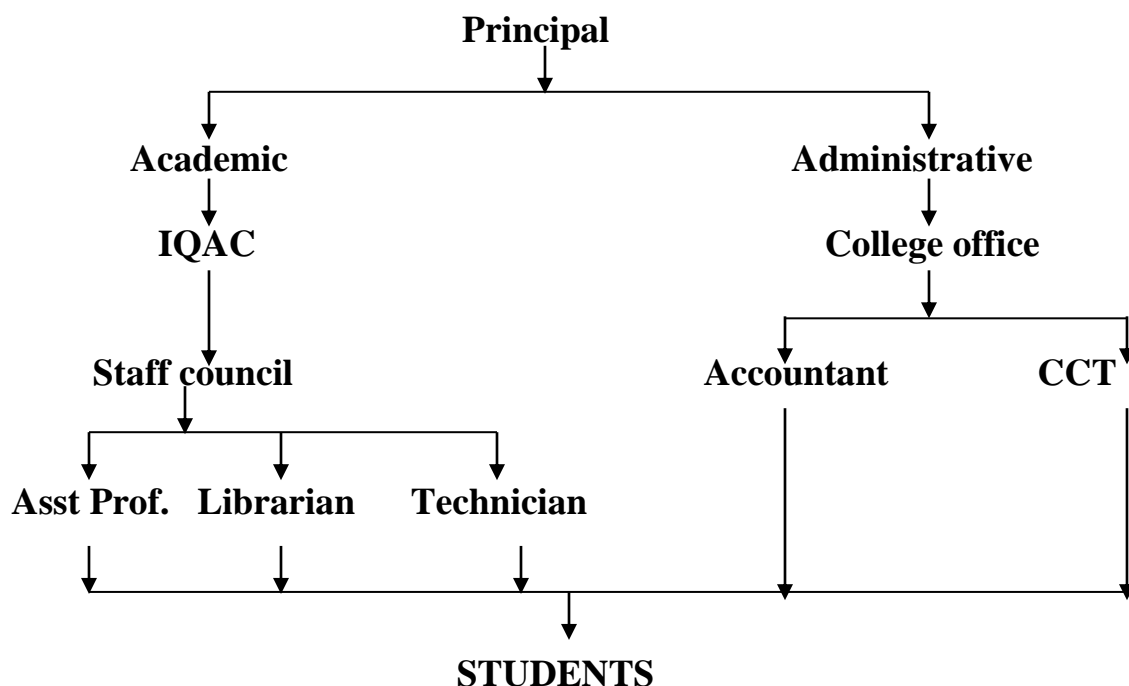 Principal
Academic Administrative
IQAC College office
Staff council Accountant CCT
Asst Prof. Librarian Technician
STUDENTS